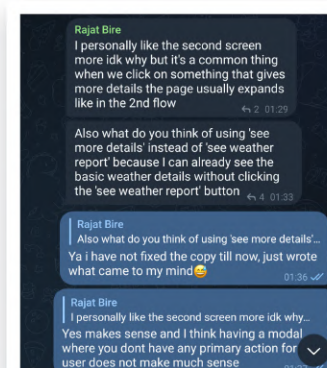 Rajat Bire
I personally like the second screen
more idk why but it's a common thing
when we click on something that gives
more details the page usually expands
like in the 2nd flow
2 01:29
Also what do you think of using 'see
more details' instead of 'see weather
report' because I can already see the
basic weather details without clicking
the 'see weather report' button
4 01:33
Rajat Bire
Also what do you think of using 'see more details'...
Ya i have not fixed the copy till now, just wrote
what came to my mind😅
01:36
Rajat Bire
I personally like the second screen more idk why...
Yes makes sense and I think having a modal
where you dont have any primary action for
user does not make much sense